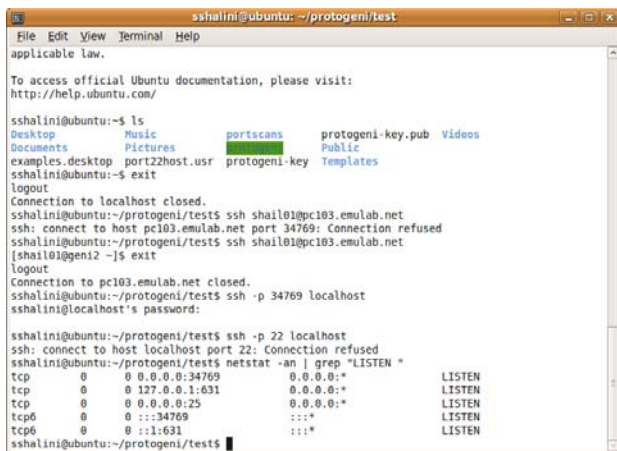 sshalini@ubuntu: ~/protogeni/test
File Edit View Terminal Help
applicable law.
To access official Ubuntu documentation, please visit:
http://help.ubuntu.com/
sshalini@ubuntu:~$ ls
Desktop Music portscans protogeni-key.pub Videos
Documents Pictures protogeni Public
examples.desktop port22host.usr protogeni-key Templates
sshalini@ubuntu:~$ exit
logout
Connection to localhost closed.
sshalini@ubuntu:~/protogeni/test$ ssh shail01@pc103.emulab.net
ssh: connect to host pc103.emulab.net port 34769: Connection refused
sshalini@ubuntu:~/protogeni/test$ ssh shail01@pc103.emulab.net
[shail01@geni2 ~]$ exit
logout
Connection to pc103.emulab.net closed.
sshalini@ubuntu:~/protogeni/test$ ssh -p 34769 localhost
sshalini@localhost's password:
sshalini@ubuntu:~/protogeni/test$ ssh -p 22 localhost
ssh: connect to host localhost port 22: Connection refused
sshalini@ubuntu:~/protogeni/test$ netstat -an | grep "LISTEN "
tcp 0 0 0.0.0.0:34769 0.0.0.0:* LISTEN
tcp 0 0 127.0.0.1:631 0.0.0.0:* LISTEN
tcp 0 0 0.0.0.0:25 0.0.0.0:* LISTEN
tcp6 0 0 :::34769 :::* LISTEN
tcp6 0 0 ::1:631 :::* LISTEN
sshalini@ubuntu:~/protogeni/test$